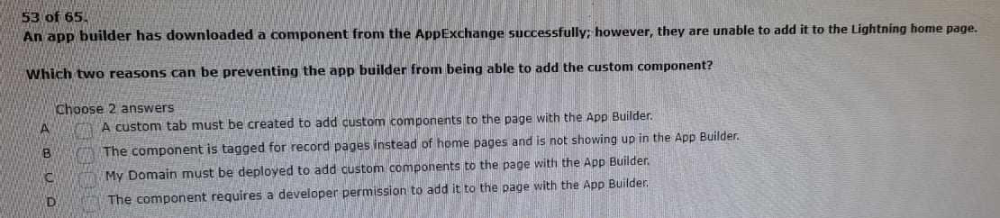 53 of 65.
An app builder has downloaded a component from the AppExchange successfully; however, they are unable to add it to the Lightning home page.
Which two reasons can be preventing the app builder from being able to add the custom component?
Choose 2 answers
A A custom tab must be created to add custom components to the page with the App Builder.
B The component is tagged for record pages instead of home pages and is not showing up in the App Builder.
C My Domain must be deployed to add custom components to the page with the App Builder.
D The component requires a developer permission to add it to the page with the App Builder.